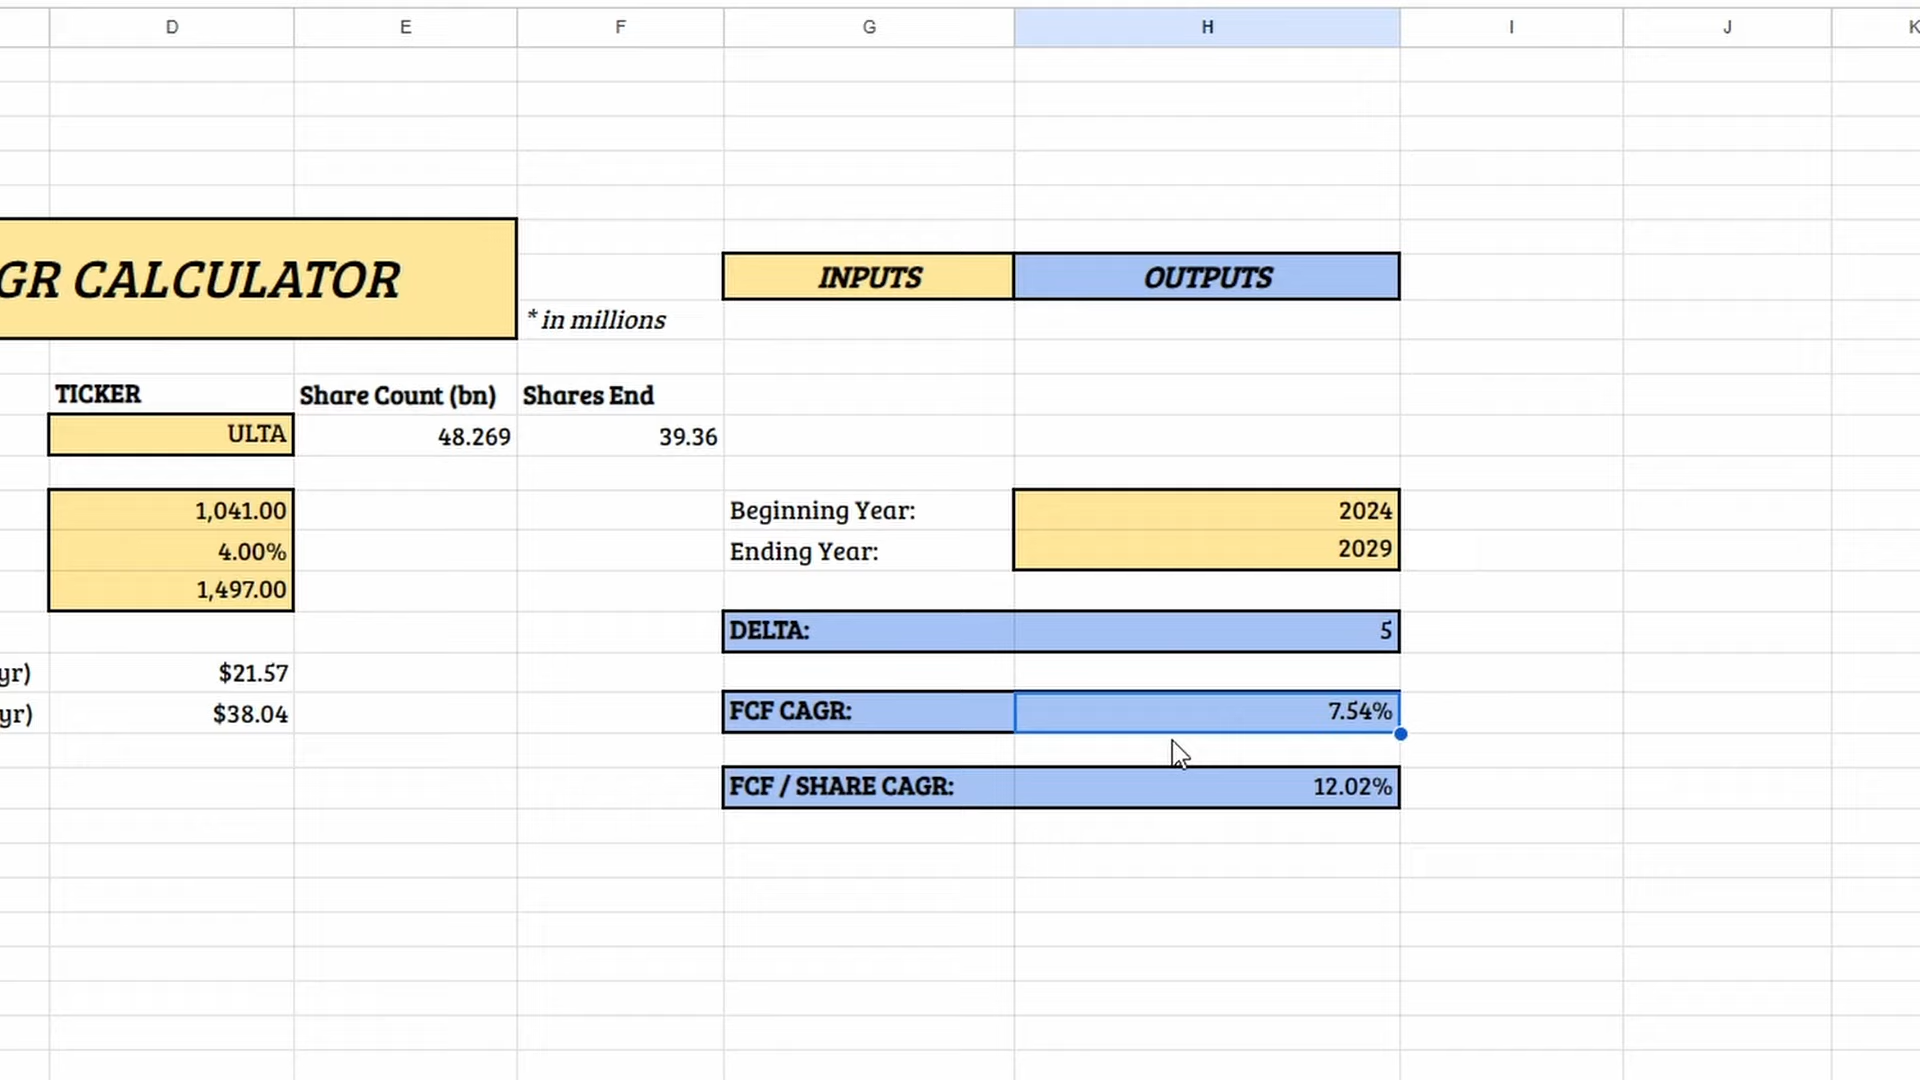 D E F G H I J K
GR CALCULATOR
INPUTS OUTPUTS
* in millions
TICKER Share Count (bn) Shares End
ULTA 48.269 39.36
1,041.00 Beginning Year: 2024
4.00% Ending Year: 2029
1,497.00
DELTA: 5
yr) $21.57
yr) $38.04 FCF CAGR: 7.54%
FCF / SHARE CAGR: 12.02%